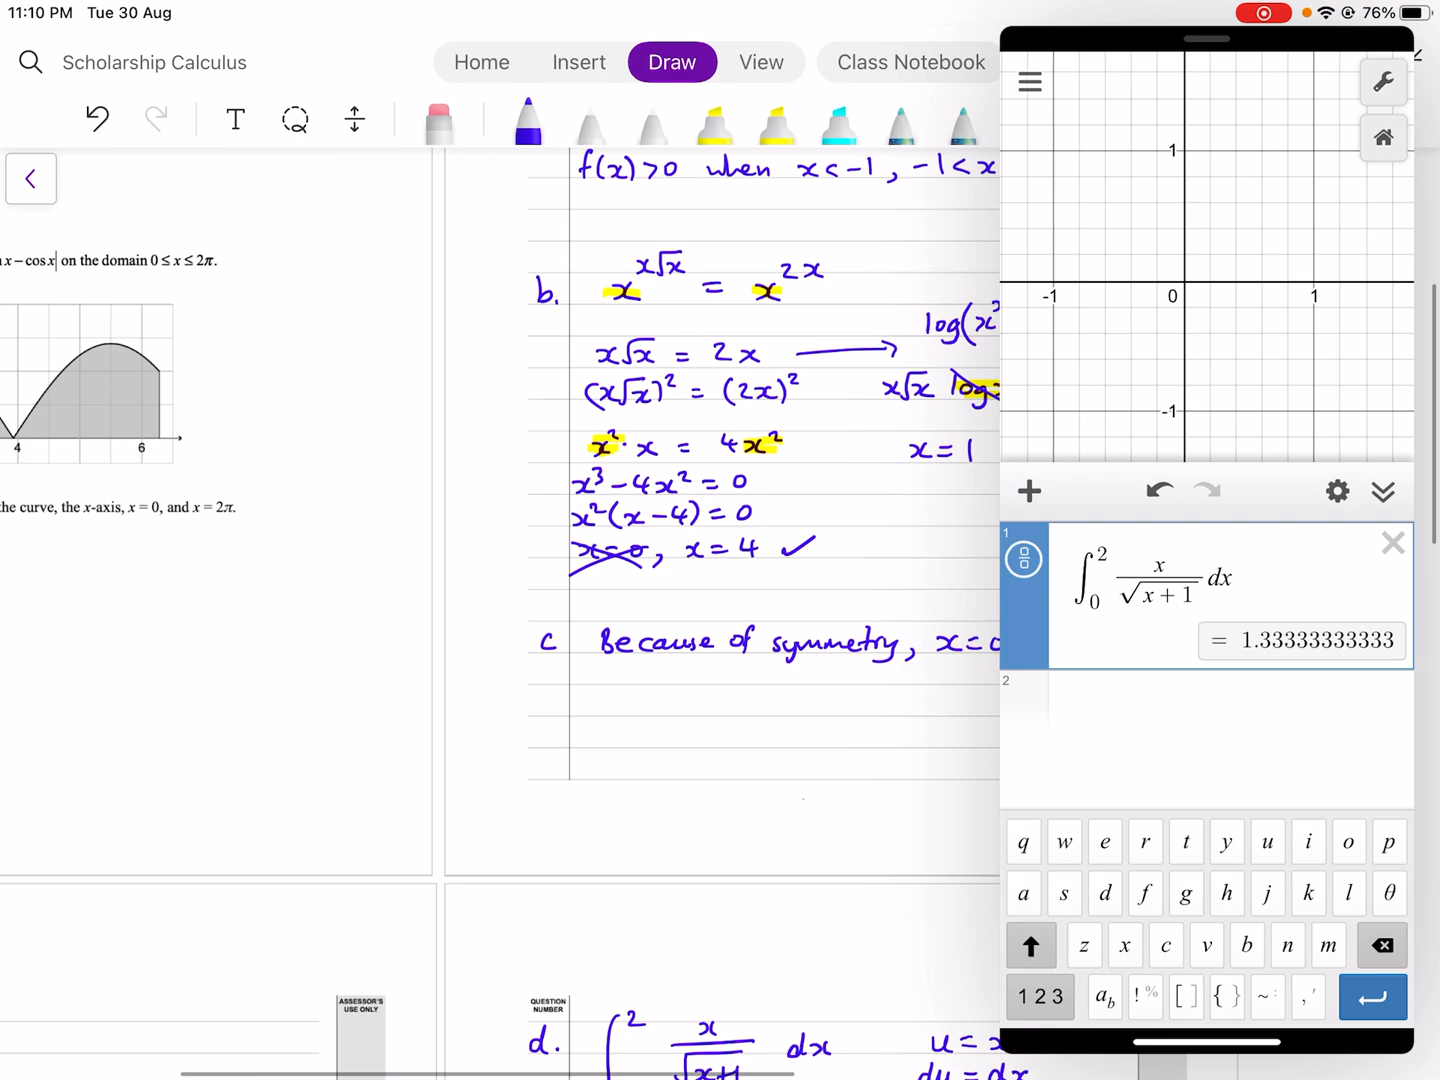 11:10 PM Tue 30 Aug
76%
Scholarship Calculus
Home Insert Draw View Class Notebook
T
x – cos x| on the domain 0 ≤ x ≤ 2π.
4 6
the curve, the x-axis, x = 0, and x = 2π.
f(x) > 0 when x < -1, -1 < x
b. x^{x√x} = x^{2x}
x√x = 2x ⟶ log(x
(x√x)² = (2x)² x√x log
x² · x = 4x² x = 1
x³ - 4x² = 0
x²(x - 4) = 0
x = 0, x = 4 ✓
c Because of symmetry, x =
ASSESSOR'S
USE ONLY
QUESTION
NUMBER
d. ∫² x/√x+1 dx u =
du = dx
1
-1 0 1
-1
1
∫₀² x/√(x + 1) dx
= 1.33333333333
2
q w e r t y u i o p
a s d f g h j k l θ
z x c v b n m
1 2 3 a_b ! % [ ] { } ~ : , '